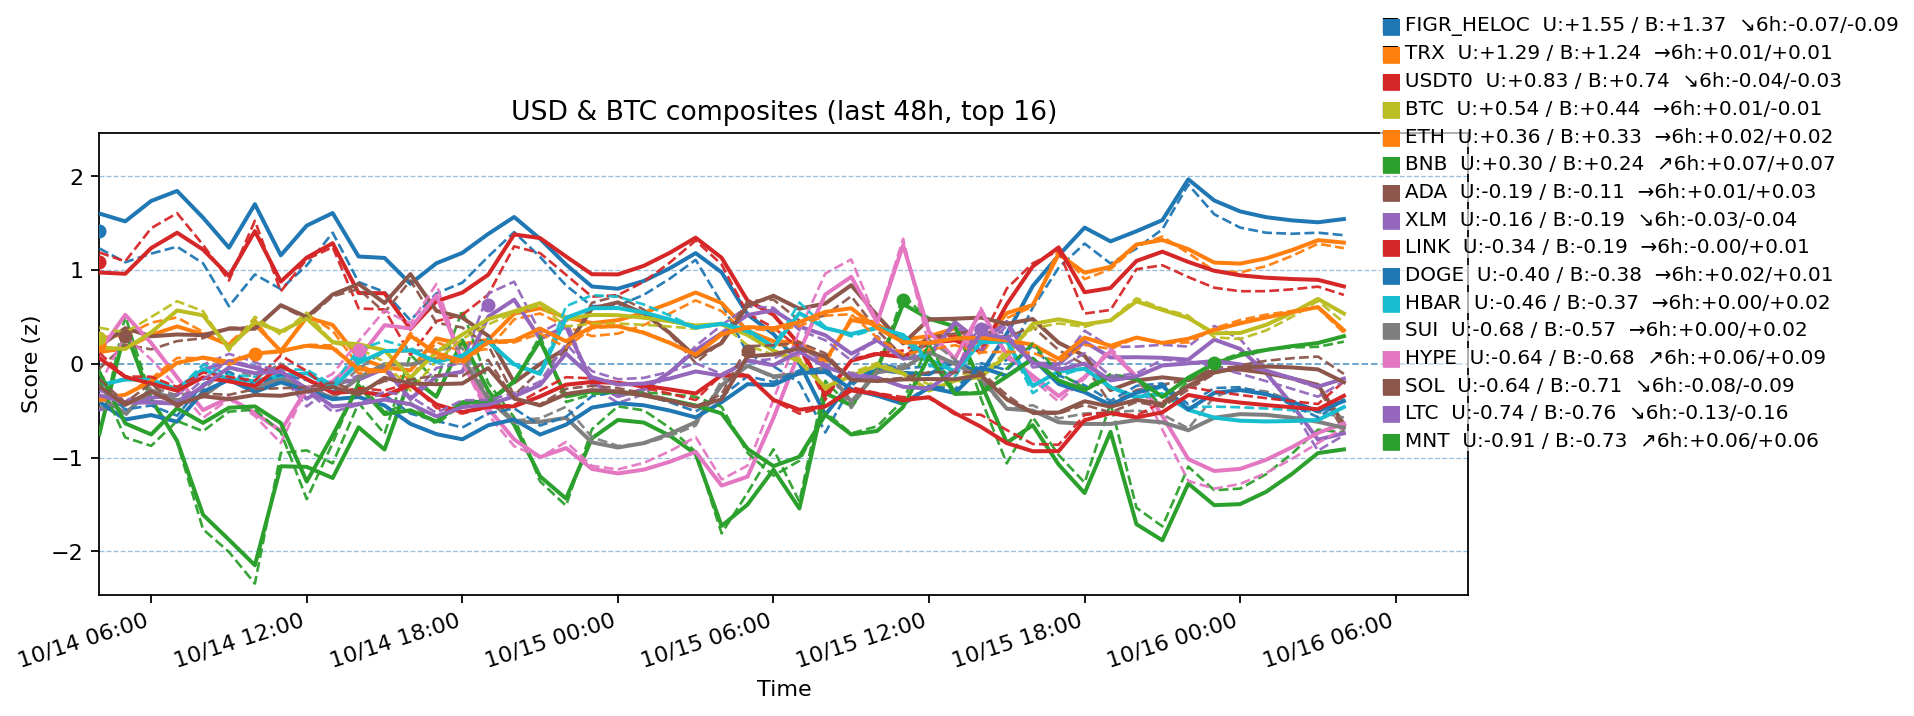 FIGR_HELOC  U:+1.55 / B:+1.37  ↘6h:-0.07/-0.09
TRX  U:+1.29 / B:+1.24  →6h:+0.01/+0.01
USDT0  U:+0.83 / B:+0.74  ↘6h:-0.04/-0.03
BTC  U:+0.54 / B:+0.44  →6h:+0.01/-0.01
ETH  U:+0.36 / B:+0.33  →6h:+0.02/+0.02
BNB  U:+0.30 / B:+0.24  ↗6h:+0.07/+0.07
ADA  U:-0.19 / B:-0.11  →6h:+0.01/+0.03
XLM  U:-0.16 / B:-0.19  ↘6h:-0.03/-0.04
LINK  U:-0.34 / B:-0.19  →6h:-0.00/+0.01
DOGE  U:-0.40 / B:-0.38  →6h:+0.02/+0.01
HBAR  U:-0.46 / B:-0.37  →6h:+0.00/+0.02
SUI  U:-0.68 / B:-0.57  →6h:+0.00/+0.02
HYPE  U:-0.64 / B:-0.68  ↗6h:+0.06/+0.09
SOL  U:-0.64 / B:-0.71  ↘6h:-0.08/-0.09
LTC  U:-0.74 / B:-0.76  ↘6h:-0.13/-0.16
MNT  U:-0.91 / B:-0.73  ↗6h:+0.06/+0.06
USD & BTC composites (last 48h, top 16)
Score (z)
2
1
0
−1
−2
10/14 06:00
10/14 12:00
10/14 18:00
10/15 00:00
10/15 06:00
10/15 12:00
10/15 18:00
10/16 00:00
10/16 06:00
Time